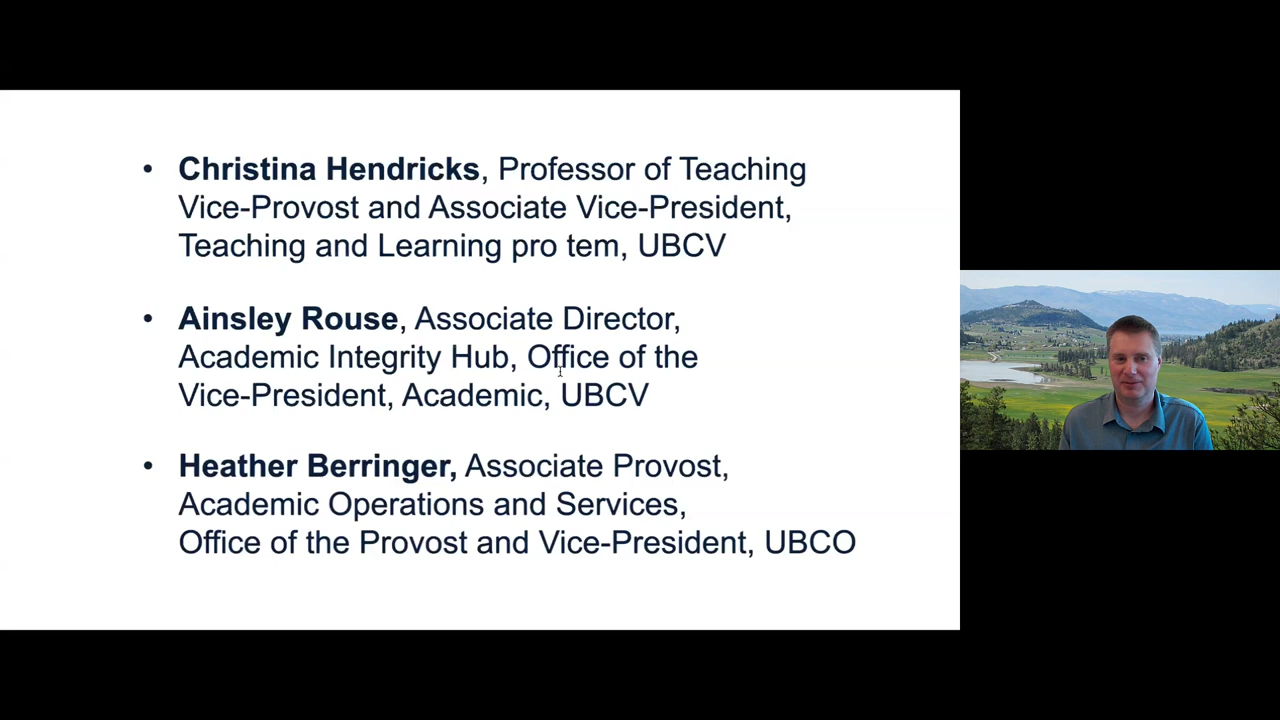 • Christina Hendricks, Professor of Teaching
Vice-Provost and Associate Vice-President,
Teaching and Learning pro tem, UBCV
• Ainsley Rouse, Associate Director,
Academic Integrity Hub, Office of the
Vice-President, Academic, UBCV
• Heather Berringer, Associate Provost,
Academic Operations and Services,
Office of the Provost and Vice-President, UBCO